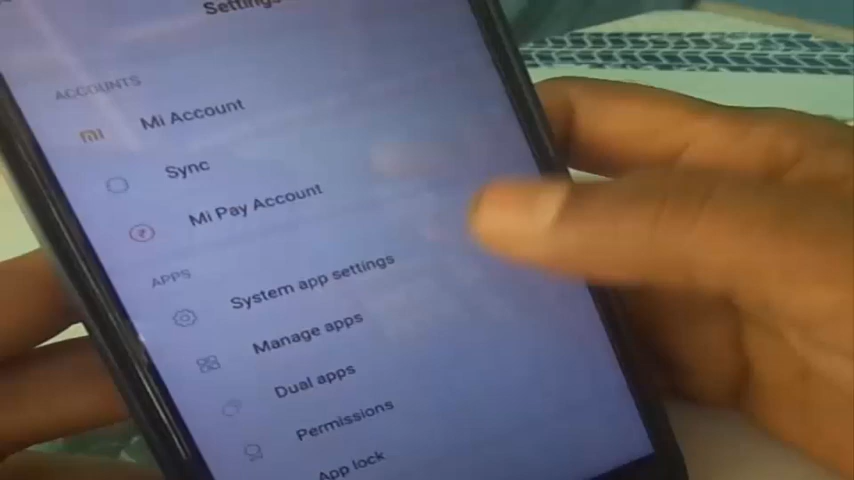 Settings
ACCOUNTS
Mi Account
Sync
Mi Pay Account
APPS
System app settings
Manage apps
Dual apps
Permissions
App lock